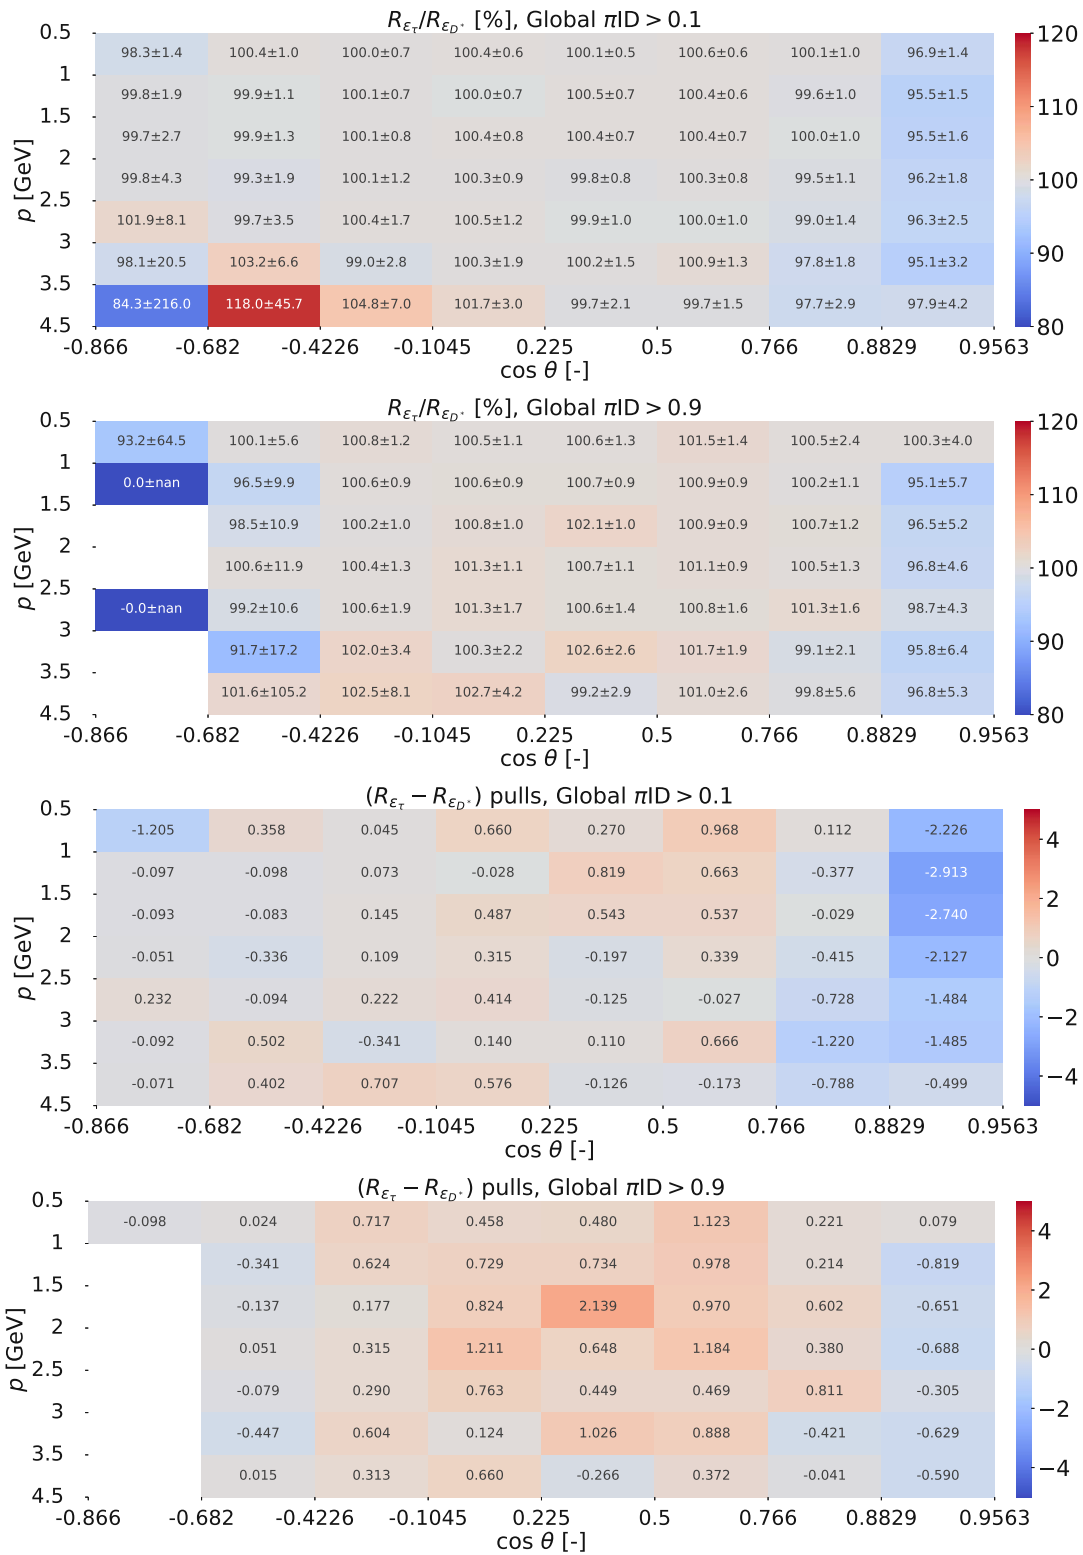 R_ετ/R_εD* [%], Global πID > 0.1
0.5
98.3±1.4 100.4±1.0 100.0±0.7 100.4±0.6 100.1±0.5 100.6±0.6 100.1±1.0 96.9±1.4
1
99.8±1.9 99.9±1.1 100.1±0.7 100.0±0.7 100.5±0.7 100.4±0.6 99.6±1.0 95.5±1.5
1.5
99.7±2.7 99.9±1.3 100.1±0.8 100.4±0.8 100.4±0.7 100.4±0.7 100.0±1.0 95.5±1.6
2
99.8±4.3 99.3±1.9 100.1±1.2 100.3±0.9 99.8±0.8 100.3±0.8 99.5±1.1 96.2±1.8
2.5
101.9±8.1 99.7±3.5 100.4±1.7 100.5±1.2 99.9±1.0 100.0±1.0 99.0±1.4 96.3±2.5
3
98.1±20.5 103.2±6.6 99.0±2.8 100.3±1.9 100.2±1.5 100.9±1.3 97.8±1.8 95.1±3.2
3.5
84.3±216.0 118.0±45.7 104.8±7.0 101.7±3.0 99.7±2.1 99.7±1.5 97.7±2.9 97.9±4.2
4.5
p [GeV]
-0.866 -0.682 -0.4226 -0.1045 0.225 0.5 0.766 0.8829 0.9563
cos θ [-]
120
110
100
90
80
R_ετ/R_εD* [%], Global πID > 0.9
0.5
93.2±64.5 100.1±5.6 100.8±1.2 100.5±1.1 100.6±1.3 101.5±1.4 100.5±2.4 100.3±4.0
1
0.0±nan 96.5±9.9 100.6±0.9 100.6±0.9 100.7±0.9 100.9±0.9 100.2±1.1 95.1±5.7
1.5
98.5±10.9 100.2±1.0 100.8±1.0 102.1±1.0 100.9±0.9 100.7±1.2 96.5±5.2
2
100.6±11.9 100.4±1.3 101.3±1.1 100.7±1.1 101.1±0.9 100.5±1.3 96.8±4.6
2.5
-0.0±nan 99.2±10.6 100.6±1.9 101.3±1.7 100.6±1.4 100.8±1.6 101.3±1.6 98.7±4.3
3
91.7±17.2 102.0±3.4 100.3±2.2 102.6±2.6 101.7±1.9 99.1±2.1 95.8±6.4
3.5
101.6±105.2 102.5±8.1 102.7±4.2 99.2±2.9 101.0±2.6 99.8±5.6 96.8±5.3
4.5
p [GeV]
-0.866 -0.682 -0.4226 -0.1045 0.225 0.5 0.766 0.8829 0.9563
cos θ [-]
120
110
100
90
80
(R_ετ − R_εD*) pulls, Global πID > 0.1
0.5
-1.205 0.358 0.045 0.660 0.270 0.968 0.112 -2.226
1
-0.097 -0.098 0.073 -0.028 0.819 0.663 -0.377 -2.913
1.5
-0.093 -0.083 0.145 0.487 0.543 0.537 -0.029 -2.740
2
-0.051 -0.336 0.109 0.315 -0.197 0.339 -0.415 -2.127
2.5
0.232 -0.094 0.222 0.414 -0.125 -0.027 -0.728 -1.484
3
-0.092 0.502 -0.341 0.140 0.110 0.666 -1.220 -1.485
3.5
-0.071 0.402 0.707 0.576 -0.126 -0.173 -0.788 -0.499
4.5
p [GeV]
-0.866 -0.682 -0.4226 -0.1045 0.225 0.5 0.766 0.8829 0.9563
cos θ [-]
4
2
0
−2
−4
(R_ετ − R_εD*) pulls, Global πID > 0.9
0.5
-0.098 0.024 0.717 0.458 0.480 1.123 0.221 0.079
1
-0.341 0.624 0.729 0.734 0.978 0.214 -0.819
1.5
-0.137 0.177 0.824 2.139 0.970 0.602 -0.651
2
0.051 0.315 1.211 0.648 1.184 0.380 -0.688
2.5
-0.079 0.290 0.763 0.449 0.469 0.811 -0.305
3
-0.447 0.604 0.124 1.026 0.888 -0.421 -0.629
3.5
0.015 0.313 0.660 -0.266 0.372 -0.041 -0.590
4.5
p [GeV]
-0.866 -0.682 -0.4226 -0.1045 0.225 0.5 0.766 0.8829 0.9563
cos θ [-]
4
2
0
−2
−4